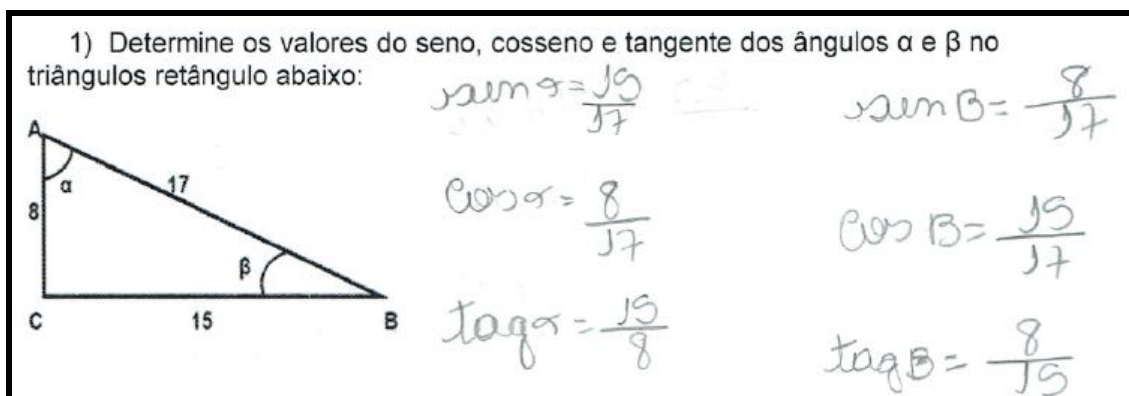 1) Determine os valores do seno, cosseno e tangente dos ângulos α e β no
triângulos retângulo abaixo:
A
α
17
8
β
C
15
B
sen α = 15/17
cos α = 8/17
tag α = 15/8
sen B = 8/17
cos B = 15/17
tag B = 8/15